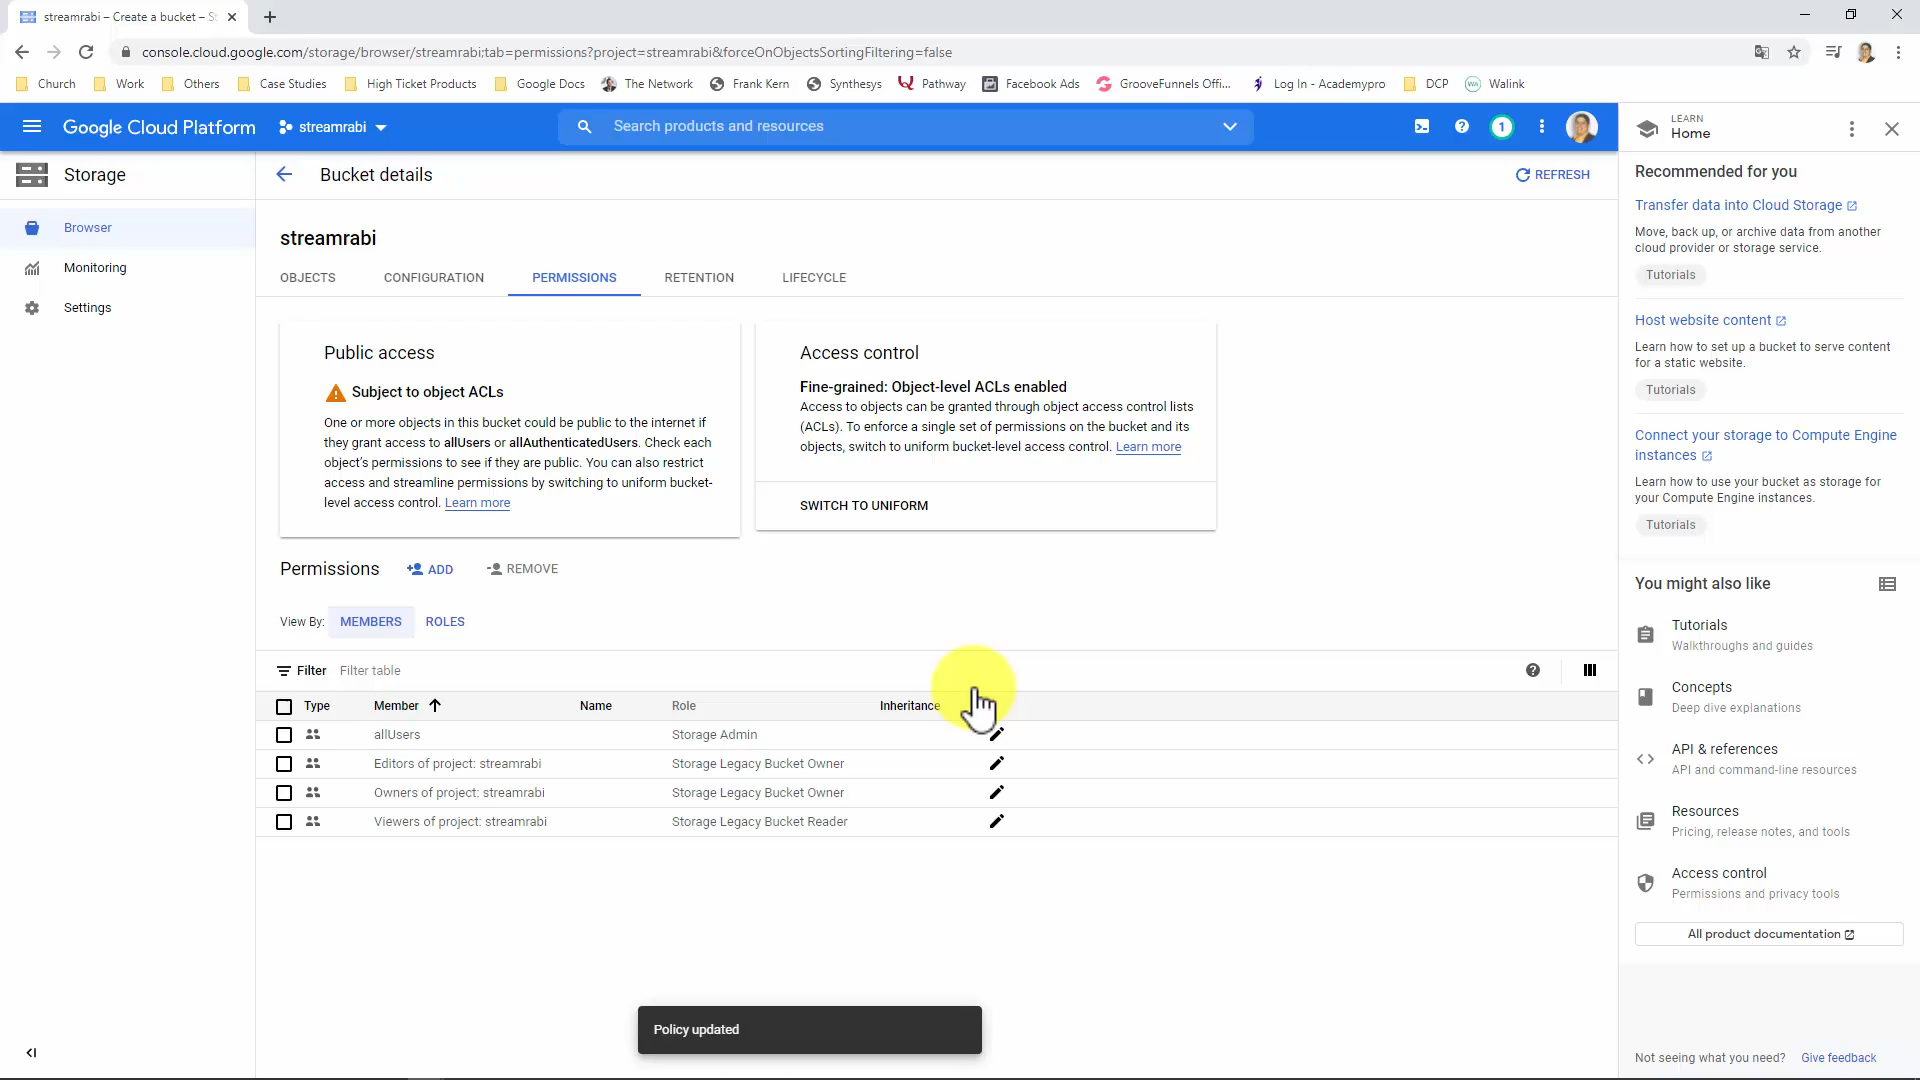 streamrabi – Create a bucket – St
console.cloud.google.com/storage/browser/streamrabi;tab=permissions?project=streamrabi&forceOnObjectsSortingFiltering=false
Church
Work
Others
Case Studies
High Ticket Products
Google Docs
The Network
Frank Kern
Synthesys
Pathway
Facebook Ads
GrooveFunnels Offi...
Log In - Academypro
DCP
WA
Walink
Google Cloud Platform
streamrabi
Search products and resources
1
LEARN
Home
Storage
Bucket details
REFRESH
Browser
Monitoring
Settings
streamrabi
OBJECTS
CONFIGURATION
PERMISSIONS
RETENTION
LIFECYCLE
Public access
Subject to object ACLs
One or more objects in this bucket could be public to the internet if
they grant access to allUsers or allAuthenticatedUsers. Check each
object's permissions to see if they are public. You can also restrict
access and streamline permissions by switching to uniform bucket-
level access control. Learn more
Access control
Fine-grained: Object-level ACLs enabled
Access to objects can be granted through object access control lists
(ACLs). To enforce a single set of permissions on the bucket and its
objects, switch to uniform bucket-level access control. Learn more
SWITCH TO UNIFORM
Permissions
ADD
REMOVE
View By:
MEMBERS
ROLES
Filter
Filter table
Type
Member
Name
Role
Inheritance
allUsers
Storage Admin
Editors of project: streamrabi
Storage Legacy Bucket Owner
Owners of project: streamrabi
Storage Legacy Bucket Owner
Viewers of project: streamrabi
Storage Legacy Bucket Reader
Policy updated
Recommended for you
Transfer data into Cloud Storage
Move, back up, or archive data from another
cloud provider or storage service.
Tutorials
Host website content
Learn how to set up a bucket to serve content
for a static website.
Tutorials
Connect your storage to Compute Engine
instances
Learn how to use your bucket as storage for
your Compute Engine instances.
Tutorials
You might also like
Tutorials
Walkthroughs and guides
Concepts
Deep dive explanations
API & references
API and command-line resources
Resources
Pricing, release notes, and tools
Access control
Permissions and privacy tools
All product documentation
Not seeing what you need?
Give feedback